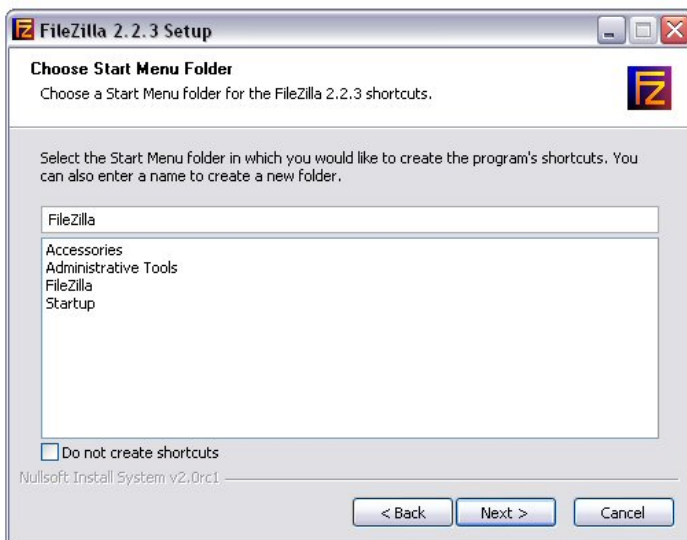 FileZilla 2.2.3 Setup
Choose Start Menu Folder
Choose a Start Menu folder for the FileZilla 2.2.3 shortcuts.
FZ
Select the Start Menu folder in which you would like to create the program's shortcuts. You
can also enter a name to create a new folder.
FileZilla
Accessories
Administrative Tools
FileZilla
Startup
Do not create shortcuts
Nullsoft Install System v2.0rc1
< Back
Next >
Cancel